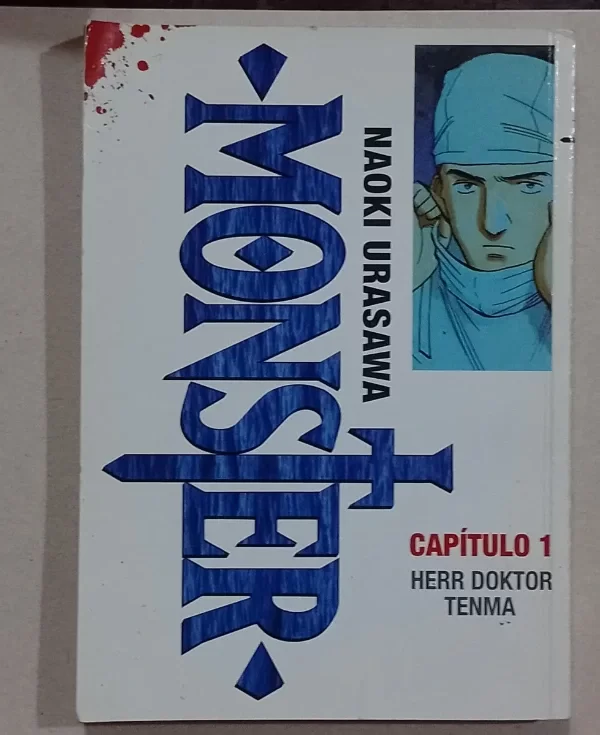 MONSTER
NAOKI URASAWA
CAPÍTULO 1
HERR DOKTOR
TENMA